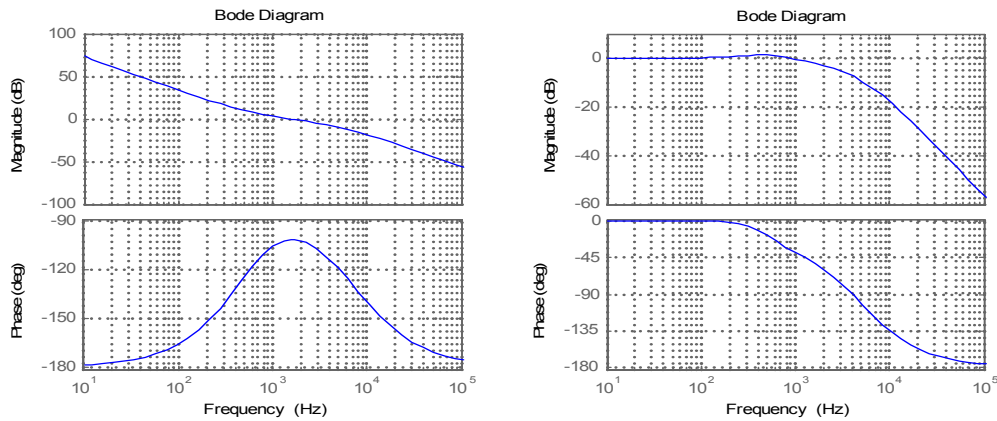 Bode Diagram
Magnitude (dB)
100
50
0
-50
-100
Phase (deg)
-90
-120
-150
-180
10^1 10^2 10^3 10^4 10^5
Frequency (Hz)
Bode Diagram
Magnitude (dB)
0
-20
-40
-60
Phase (deg)
0
-45
-90
-135
-180
10^1 10^2 10^3 10^4 10^5
Frequency (Hz)